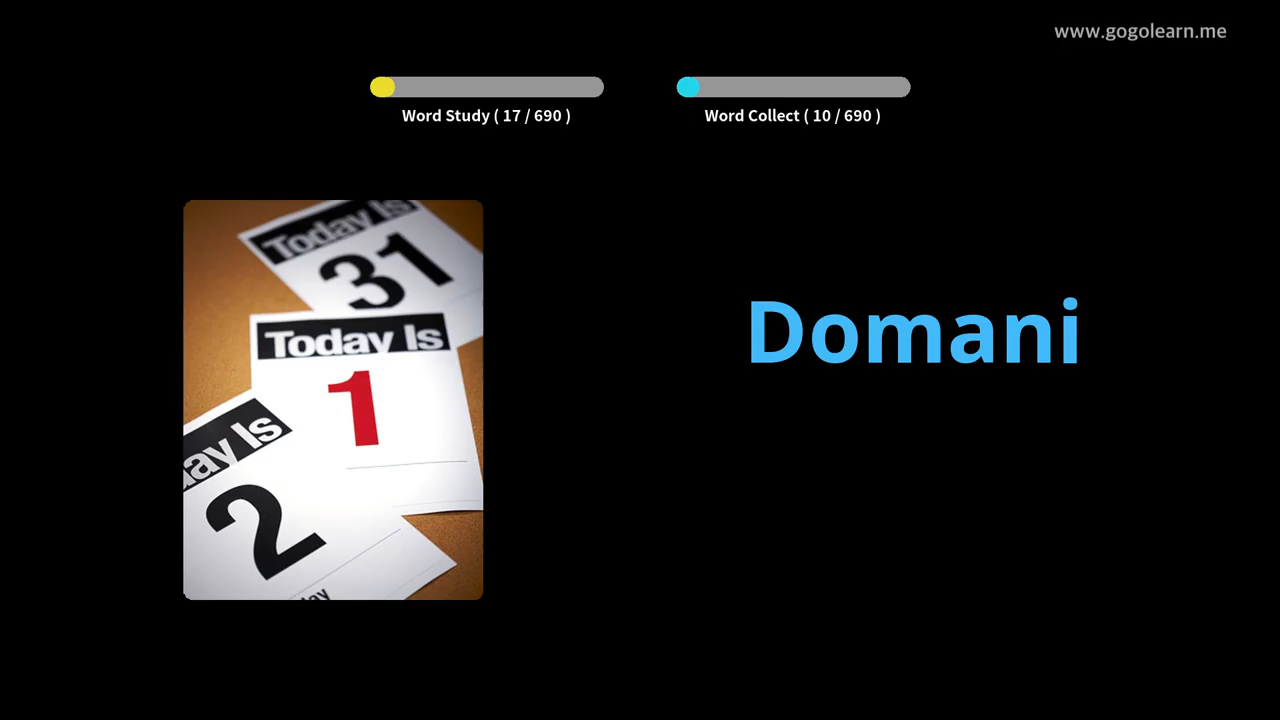 www.gogolearn.me
Word Study ( 17 / 690 )
Word Collect ( 10 / 690 )
Today Is
31
Today Is
1
ay Is
2
Domani